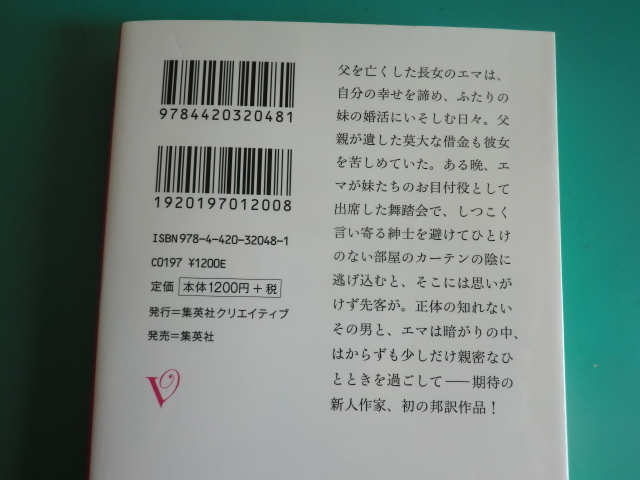 9784420320481
1920197012008
ISBN978-4-420-32048-1
C0197 ¥1200E
定価 本体1200円+税
発行=集英社クリエイティブ
発売=集英社
V
父を亡くした長女のエマは、
自分の幸せを諦め、ふたりの
妹の婚活にいそしむ日々。父
親が遺した莫大な借金も彼女
を苦しめていた。ある晩、エ
マが妹たちのお目付役として
出席した舞踏会で、しつこく
言い寄る紳士を避けてひとけ
のない部屋のカーテンの陰に
逃げ込むと、そこには思いが
けず先客が。正体の知れない
その男と、エマは暗がりの中、
はからずも少しだけ親密なひ
とときを過ごして──期待の
新人作家、初の邦訳作品!